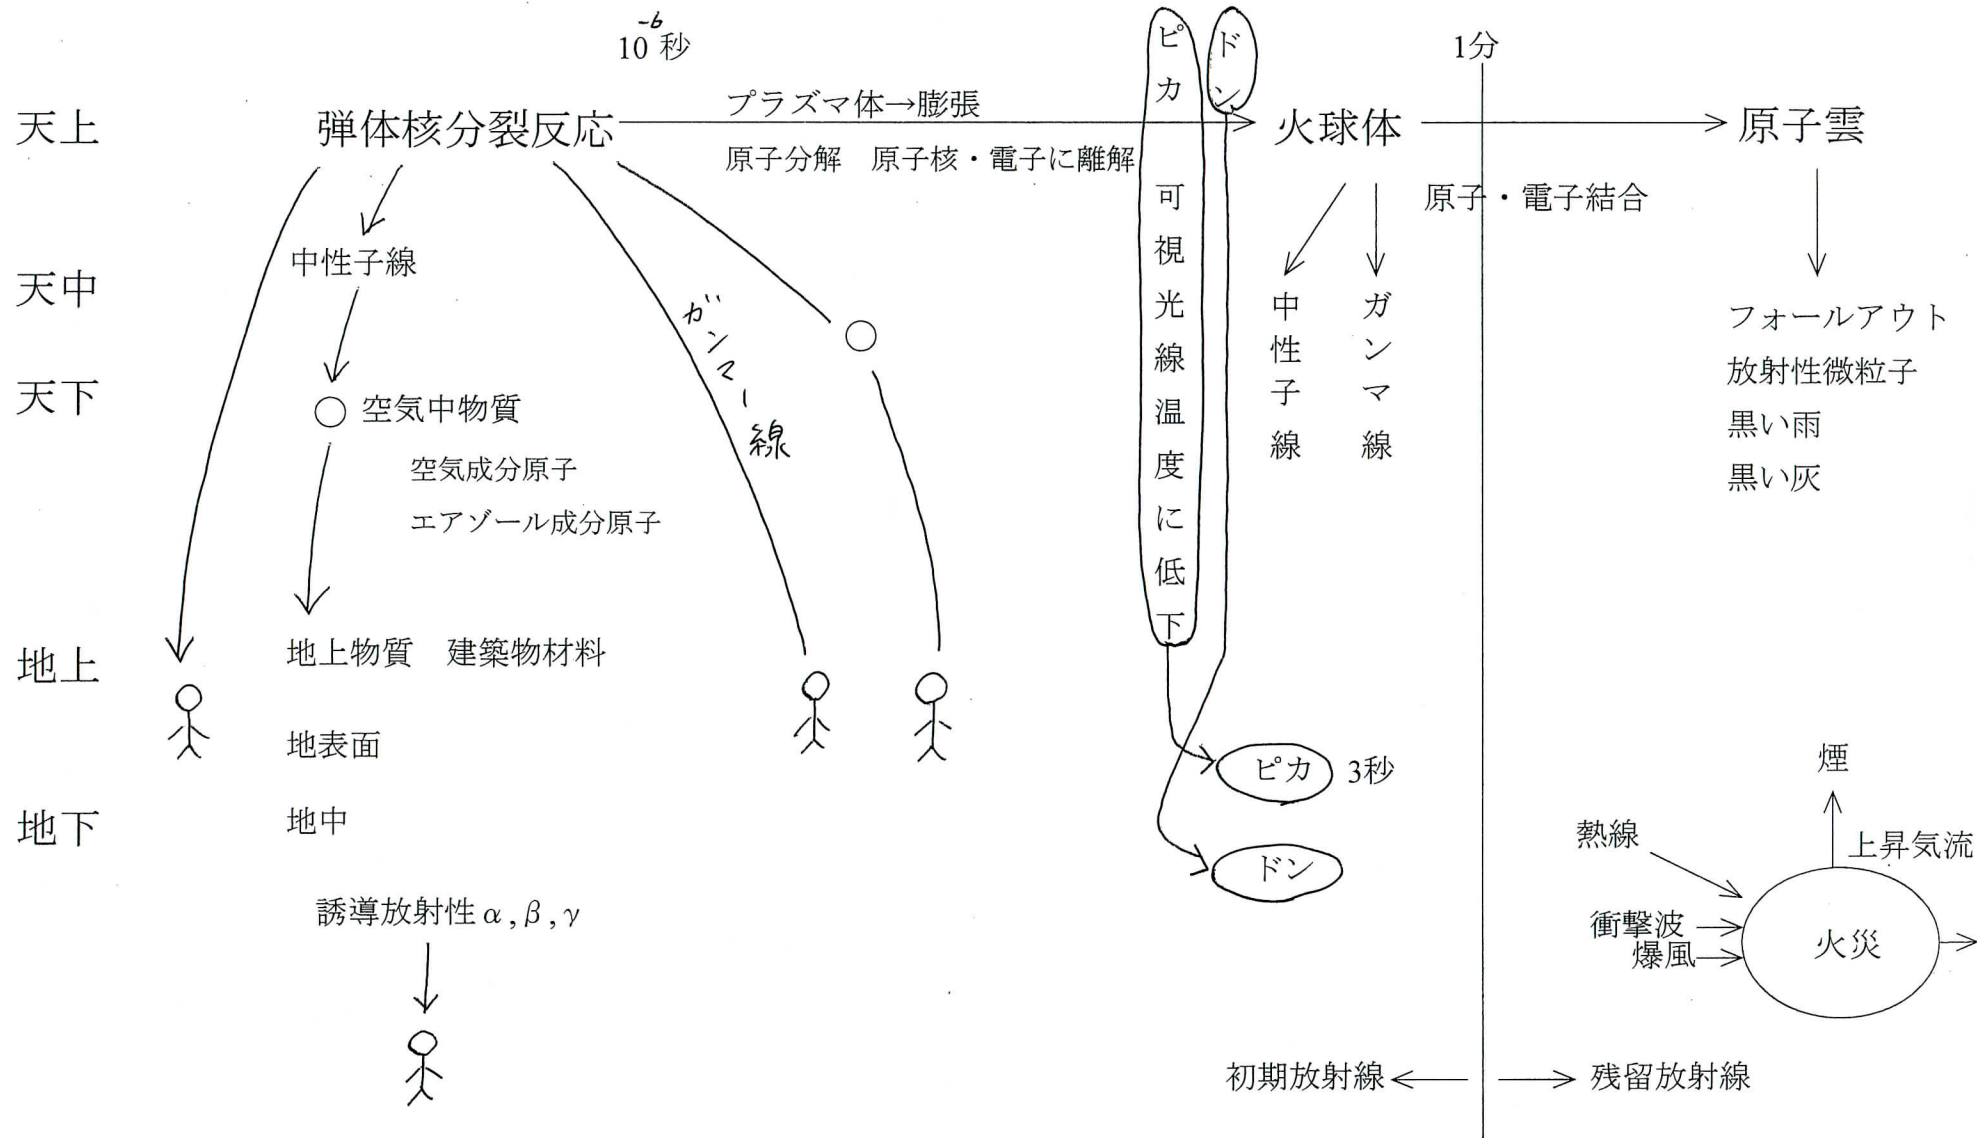 10⁻⁶秒
1分
天上
弾体核分裂反応
プラズマ体→膨張
原子分解　原子核・電子に離解
ピカ　可視光線温度に低下
ドン
火球体
原子雲
原子・電子結合
天中
中性子線
ガンマー線
中性子線
ガンマ線
フォールアウト
放射性微粒子
黒い雨
黒い灰
天下
空気中物質
空気成分原子
エアゾール成分原子
地上
地上物質　建築物材料
地表面
ピカ 3秒
地下
地中
ドン
煙
熱線
上昇気流
衝撃波
爆風
火災
誘導放射性α,β,γ
初期放射線
残留放射線